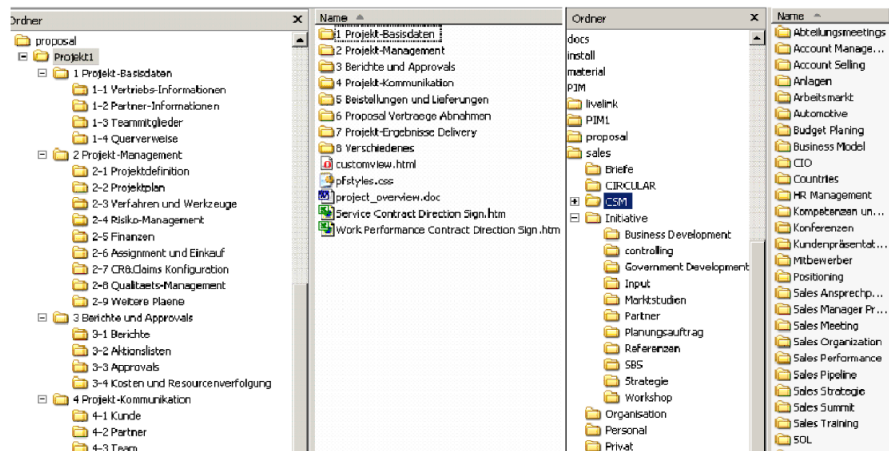 Ordner
proposal
Projekt1
1 Projekt-Basisdaten
1-1 Vertriebs-Informationen
1-2 Partner-Informationen
1-3 Teammitglieder
1-4 Querverweise
2 Projekt-Management
2-1 Projektdefinition
2-2 Projektplan
2-3 Verfahren und Werkzeuge
2-4 Risiko-Management
2-5 Finanzen
2-6 Assignment und Einkauf
2-7 CR&Claims Konfiguration
2-8 Qualitaets-Management
2-9 Weitere Plaene
3 Berichte und Approvals
3-1 Berichte
3-2 Aktionslisten
3-3 Approvals
3-4 Kosten und Resourcenverfolgung
4 Projekt-Kommunikation
4-1 Kunde
4-2 Partner
4-3 Team
Name
1 Projekt-Basisdaten
2 Projekt-Management
3 Berichte und Approvals
4 Projekt-Kommunikation
5 Beistellungen und Lieferungen
6 Proposal Vertraege Abnahmen
7 Projekt-Ergebnisse Delivery
8 Verschiedenes
customview.html
pfstyles.css
project_overview.doc
Service Contract Direction Sign.htm
Work Performance Contract Direction Sign.htm
Ordner
docs
install
material
PIM
livelink
PIM1
proposal
sales
Briefe
CIRCULAR
CSM
Initiative
Business Development
controlling
Government Development
Input
Marktstudien
Partner
Planungsauftrag
Referenzen
SBS
Strategie
Workshop
Organisation
Personal
Privat
Name
Abteilungsmeetings
Account Manage...
Account Selling
Anlagen
Arbeitsmarkt
Automotive
Budget Planing
Business Model
CIO
Countries
HR Management
Kompetenzen un...
Konferenzen
Kundenpräsentat...
Mitbewerber
Positioning
Sales Ansprechp...
Sales Manager Pr...
Sales Meeting
Sales Organization
Sales Performance
Sales Pipeline
Sales Strategie
Sales Summit
Sales Training
SOL